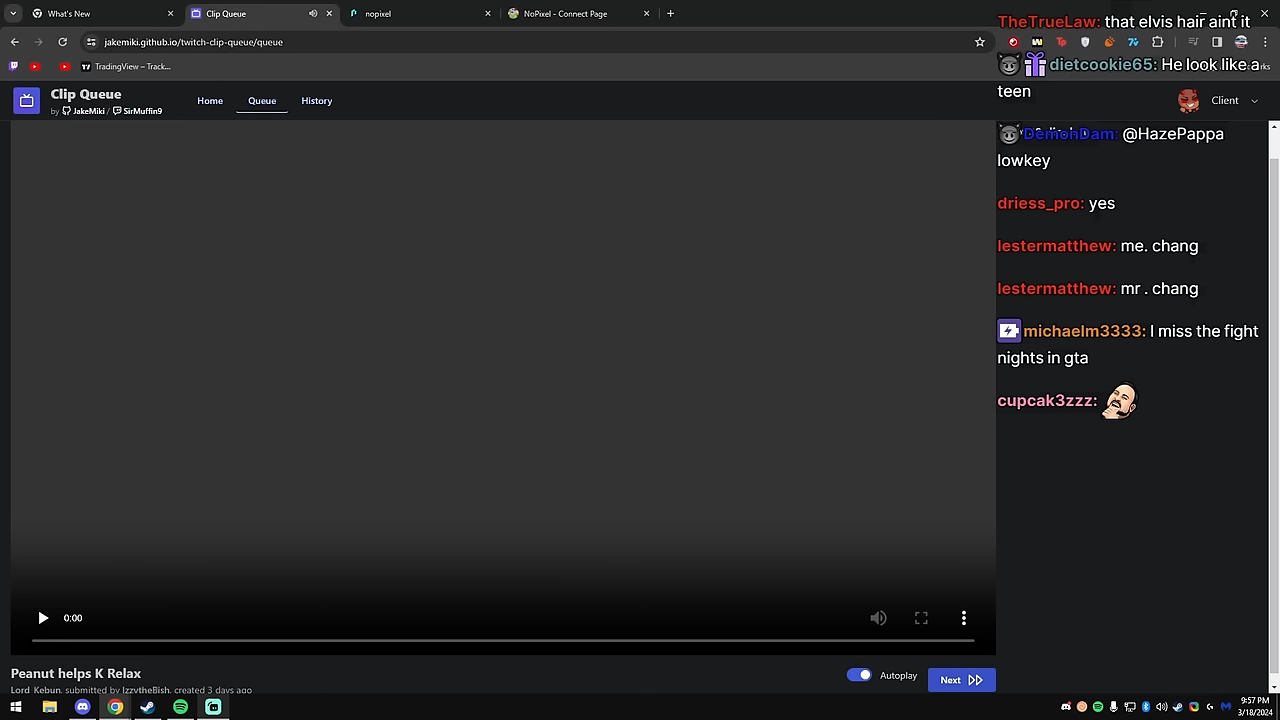 What's New
Clip Queue
nopixel
NoPixel - Connect Page
jakemiki.github.io/twitch-clip-queue/queue
TradingView – Track...
Clip Queue
by JakeMiki / SirMuffin9
Home
Queue
History
Client
TheTrueLaw: that elvis hair aint it
dietcookie65: He look like a
teen
DemonDam: @HazePappa
lowkey
driess_pro: yes
lestermatthew: me. chang
lestermatthew: mr . chang
michaelm3333: I miss the fight
nights in gta
cupcak3zzz:
0:00
Peanut helps K Relax
Lord_Kebun, submitted by IzzytheBish, created 3 days ago
Autoplay
Next
9:57 PM
3/18/2024